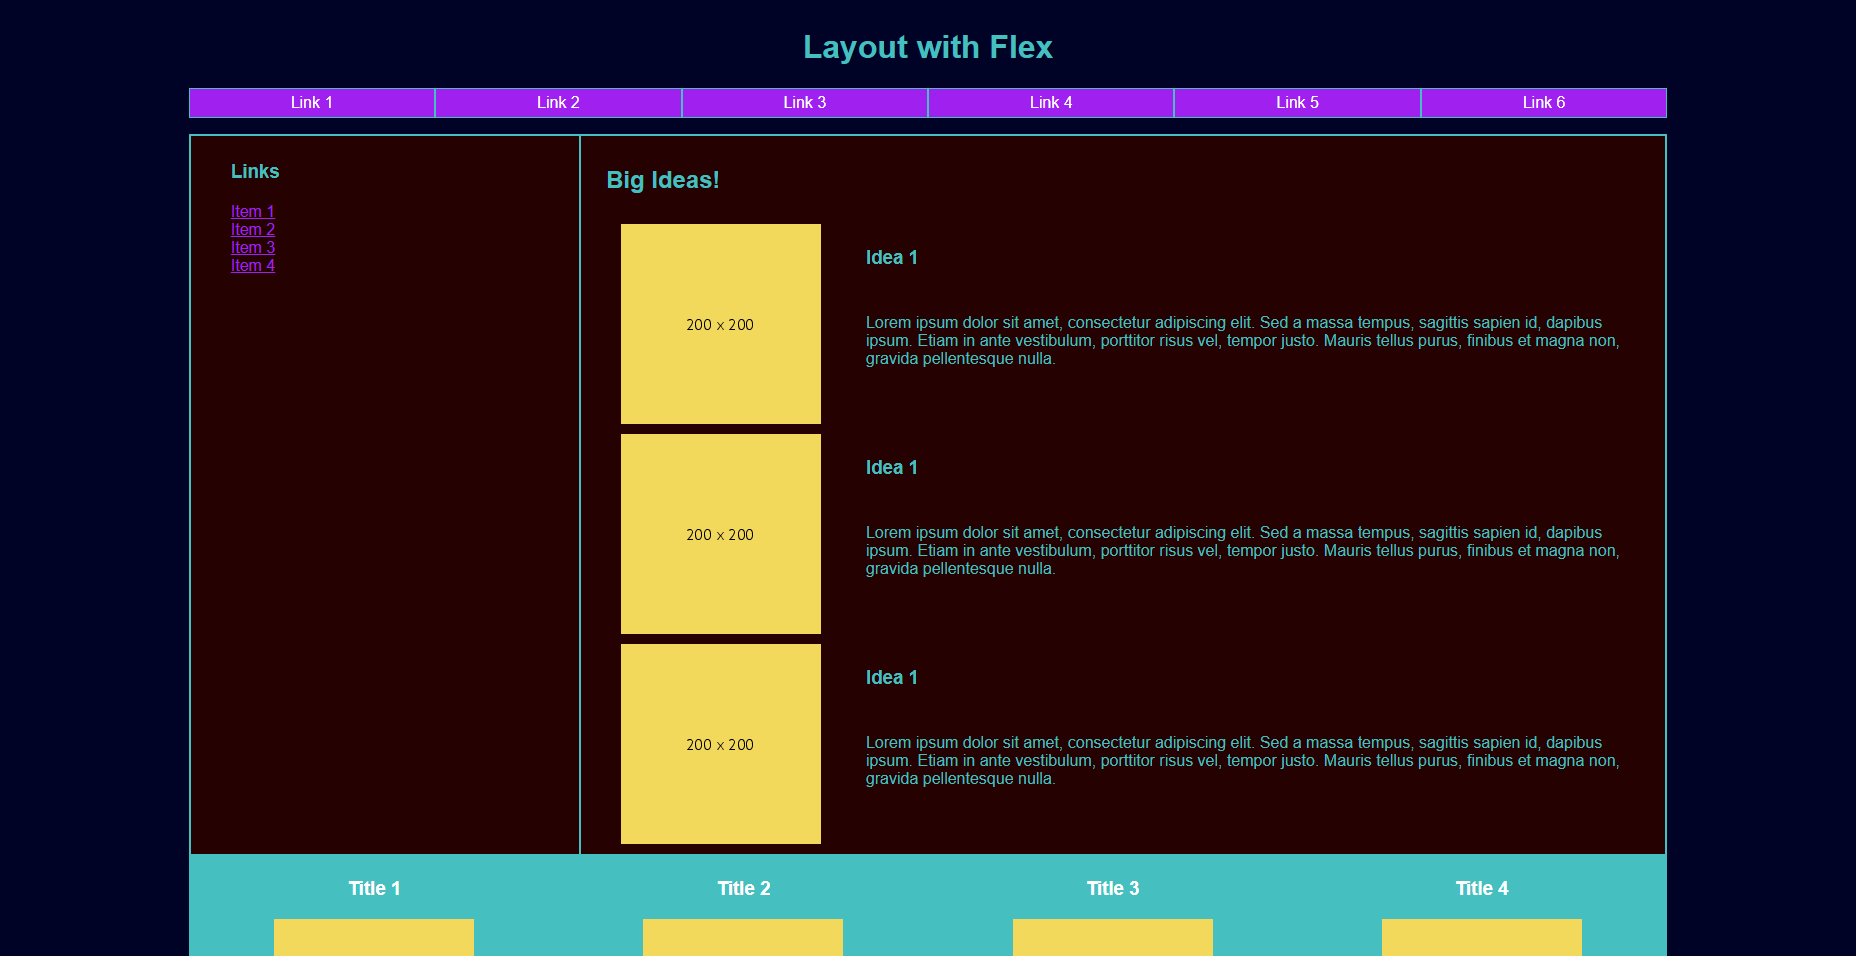 Layout with Flex
Link 1
Link 2
Link 3
Link 4
Link 5
Link 6
Links
Item 1
Item 2
Item 3
Item 4
Big Ideas!
200 x 200
Idea 1
Lorem ipsum dolor sit amet, consectetur adipiscing elit. Sed a massa tempus, sagittis sapien id, dapibus
ipsum. Etiam in ante vestibulum, porttitor risus vel, tempor justo. Mauris tellus purus, finibus et magna non,
gravida pellentesque nulla.
200 x 200
Idea 1
Lorem ipsum dolor sit amet, consectetur adipiscing elit. Sed a massa tempus, sagittis sapien id, dapibus
ipsum. Etiam in ante vestibulum, porttitor risus vel, tempor justo. Mauris tellus purus, finibus et magna non,
gravida pellentesque nulla.
200 x 200
Idea 1
Lorem ipsum dolor sit amet, consectetur adipiscing elit. Sed a massa tempus, sagittis sapien id, dapibus
ipsum. Etiam in ante vestibulum, porttitor risus vel, tempor justo. Mauris tellus purus, finibus et magna non,
gravida pellentesque nulla.
Title 1
Title 2
Title 3
Title 4